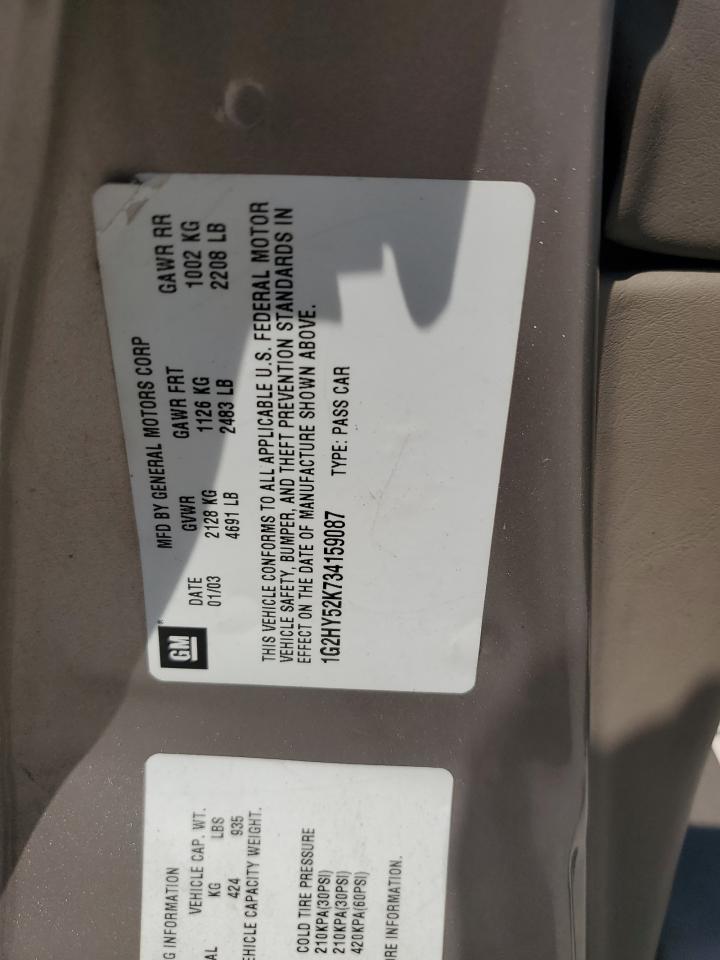 MFD BY GENERAL MOTORS CORP
DATE GVWR GAWR FRT GAWR RR
01/03 2128 KG 1126 KG 1002 KG
4691 LB 2483 LB 2208 LB
GM
THIS VEHICLE CONFORMS TO ALL APPLICABLE U.S. FEDERAL MOTOR
VEHICLE SAFETY, BUMPER, AND THEFT PREVENTION STANDARDS IN
EFFECT ON THE DATE OF MANUFACTURE SHOWN ABOVE.
1G2HY52K734159087 TYPE: PASS CAR
G INFORMATION
VEHICLE CAP. WT.
AL KG LBS
424 935
EHICLE CAPACITY WEIGHT.
COLD TIRE PRESSURE
210KPA(30PSI)
210KPA(30PSI)
420KPA(60PSI)
RE INFORMATION.